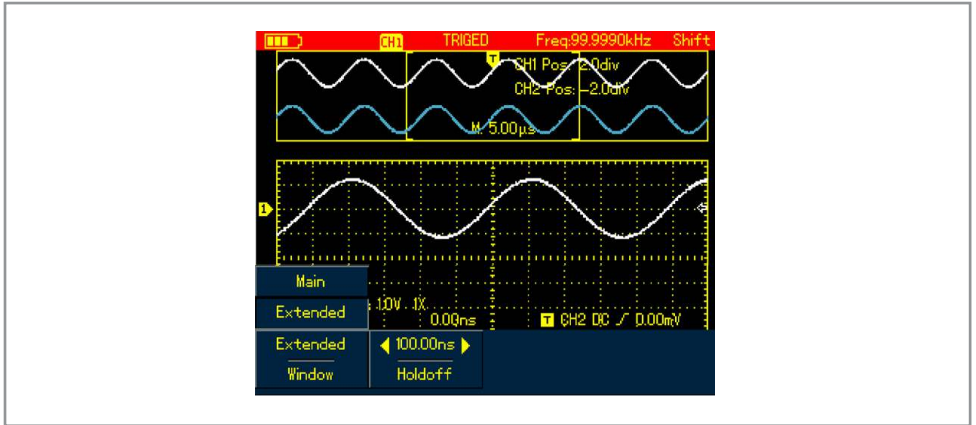 CH1 TRIGED Freq:99.9990kHz Shift
T
CH1 Pos: 2.0div
CH2 Pos: -2.0div
M: 5.00μs
1
Main
: 1.0V 1X
Extended
0.00ns T CH2 DC 0.00mV
Extended 100.00ns
Window Holdoff